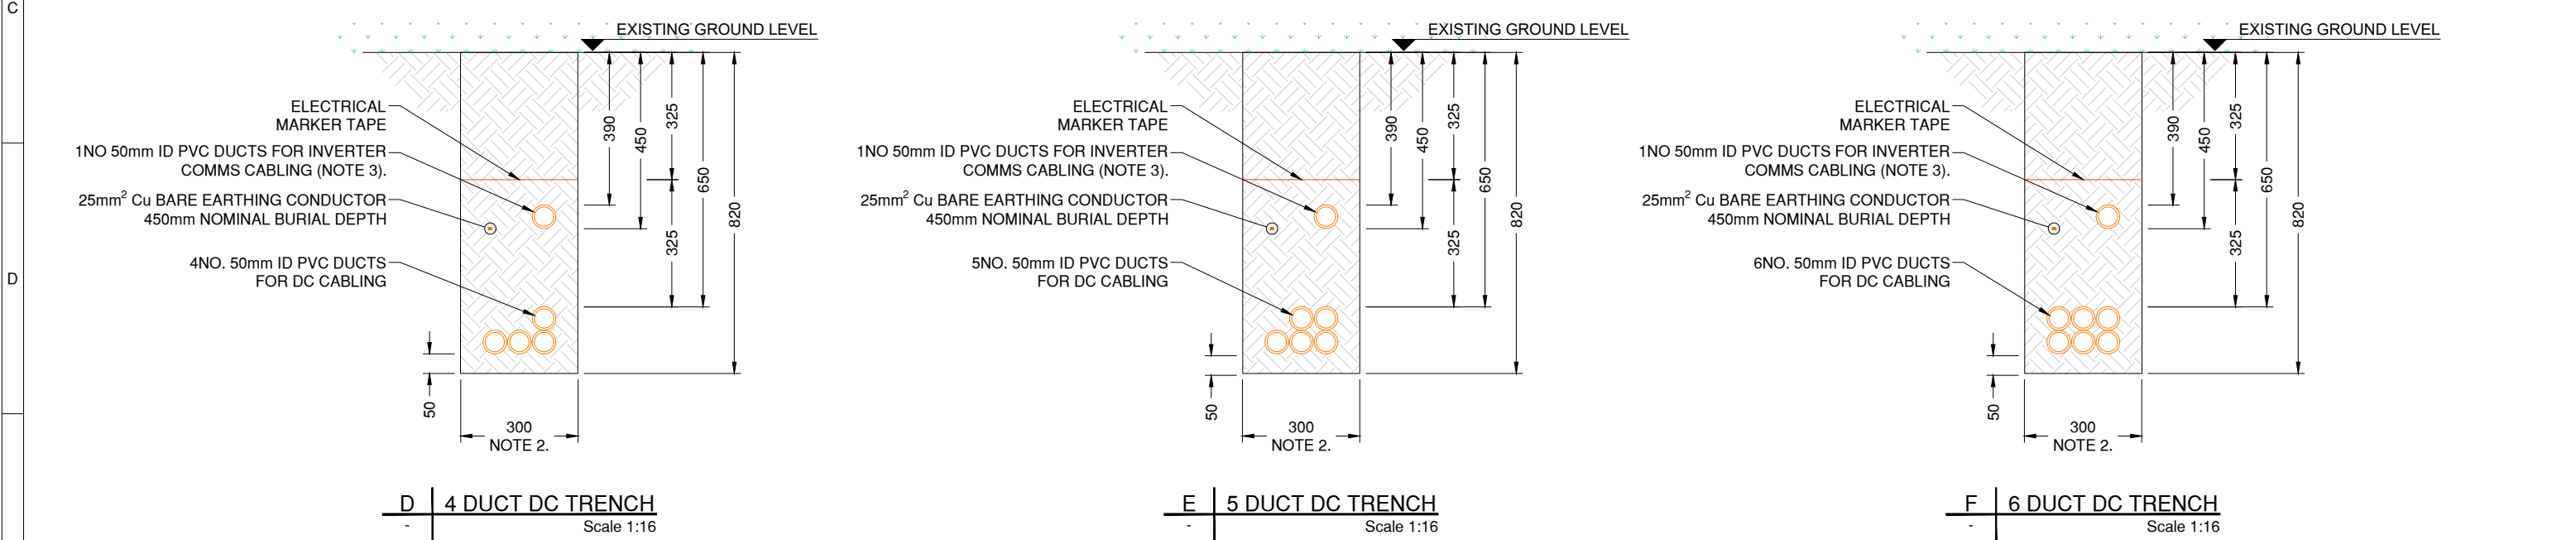 C
D
EXISTING GROUND LEVEL
ELECTRICAL
MARKER TAPE
1NO 50mm ID PVC DUCTS FOR INVERTER
COMMS CABLING (NOTE 3).
25mm² Cu BARE EARTHING CONDUCTOR
450mm NOMINAL BURIAL DEPTH
4NO. 50mm ID PVC DUCTS
FOR DC CABLING
390
450
325
325
650
820
50
300
NOTE 2.
D 4 DUCT DC TRENCH
- Scale 1:16
EXISTING GROUND LEVEL
ELECTRICAL
MARKER TAPE
1NO 50mm ID PVC DUCTS FOR INVERTER
COMMS CABLING (NOTE 3).
25mm² Cu BARE EARTHING CONDUCTOR
450mm NOMINAL BURIAL DEPTH
5NO. 50mm ID PVC DUCTS
FOR DC CABLING
390
450
325
325
650
820
50
300
NOTE 2.
E 5 DUCT DC TRENCH
- Scale 1:16
EXISTING GROUND LEVEL
ELECTRICAL
MARKER TAPE
1NO 50mm ID PVC DUCTS FOR INVERTER
COMMS CABLING (NOTE 3).
25mm² Cu BARE EARTHING CONDUCTOR
450mm NOMINAL BURIAL DEPTH
6NO. 50mm ID PVC DUCTS
FOR DC CABLING
390
450
325
325
650
820
50
300
NOTE 2.
F 6 DUCT DC TRENCH
- Scale 1:16